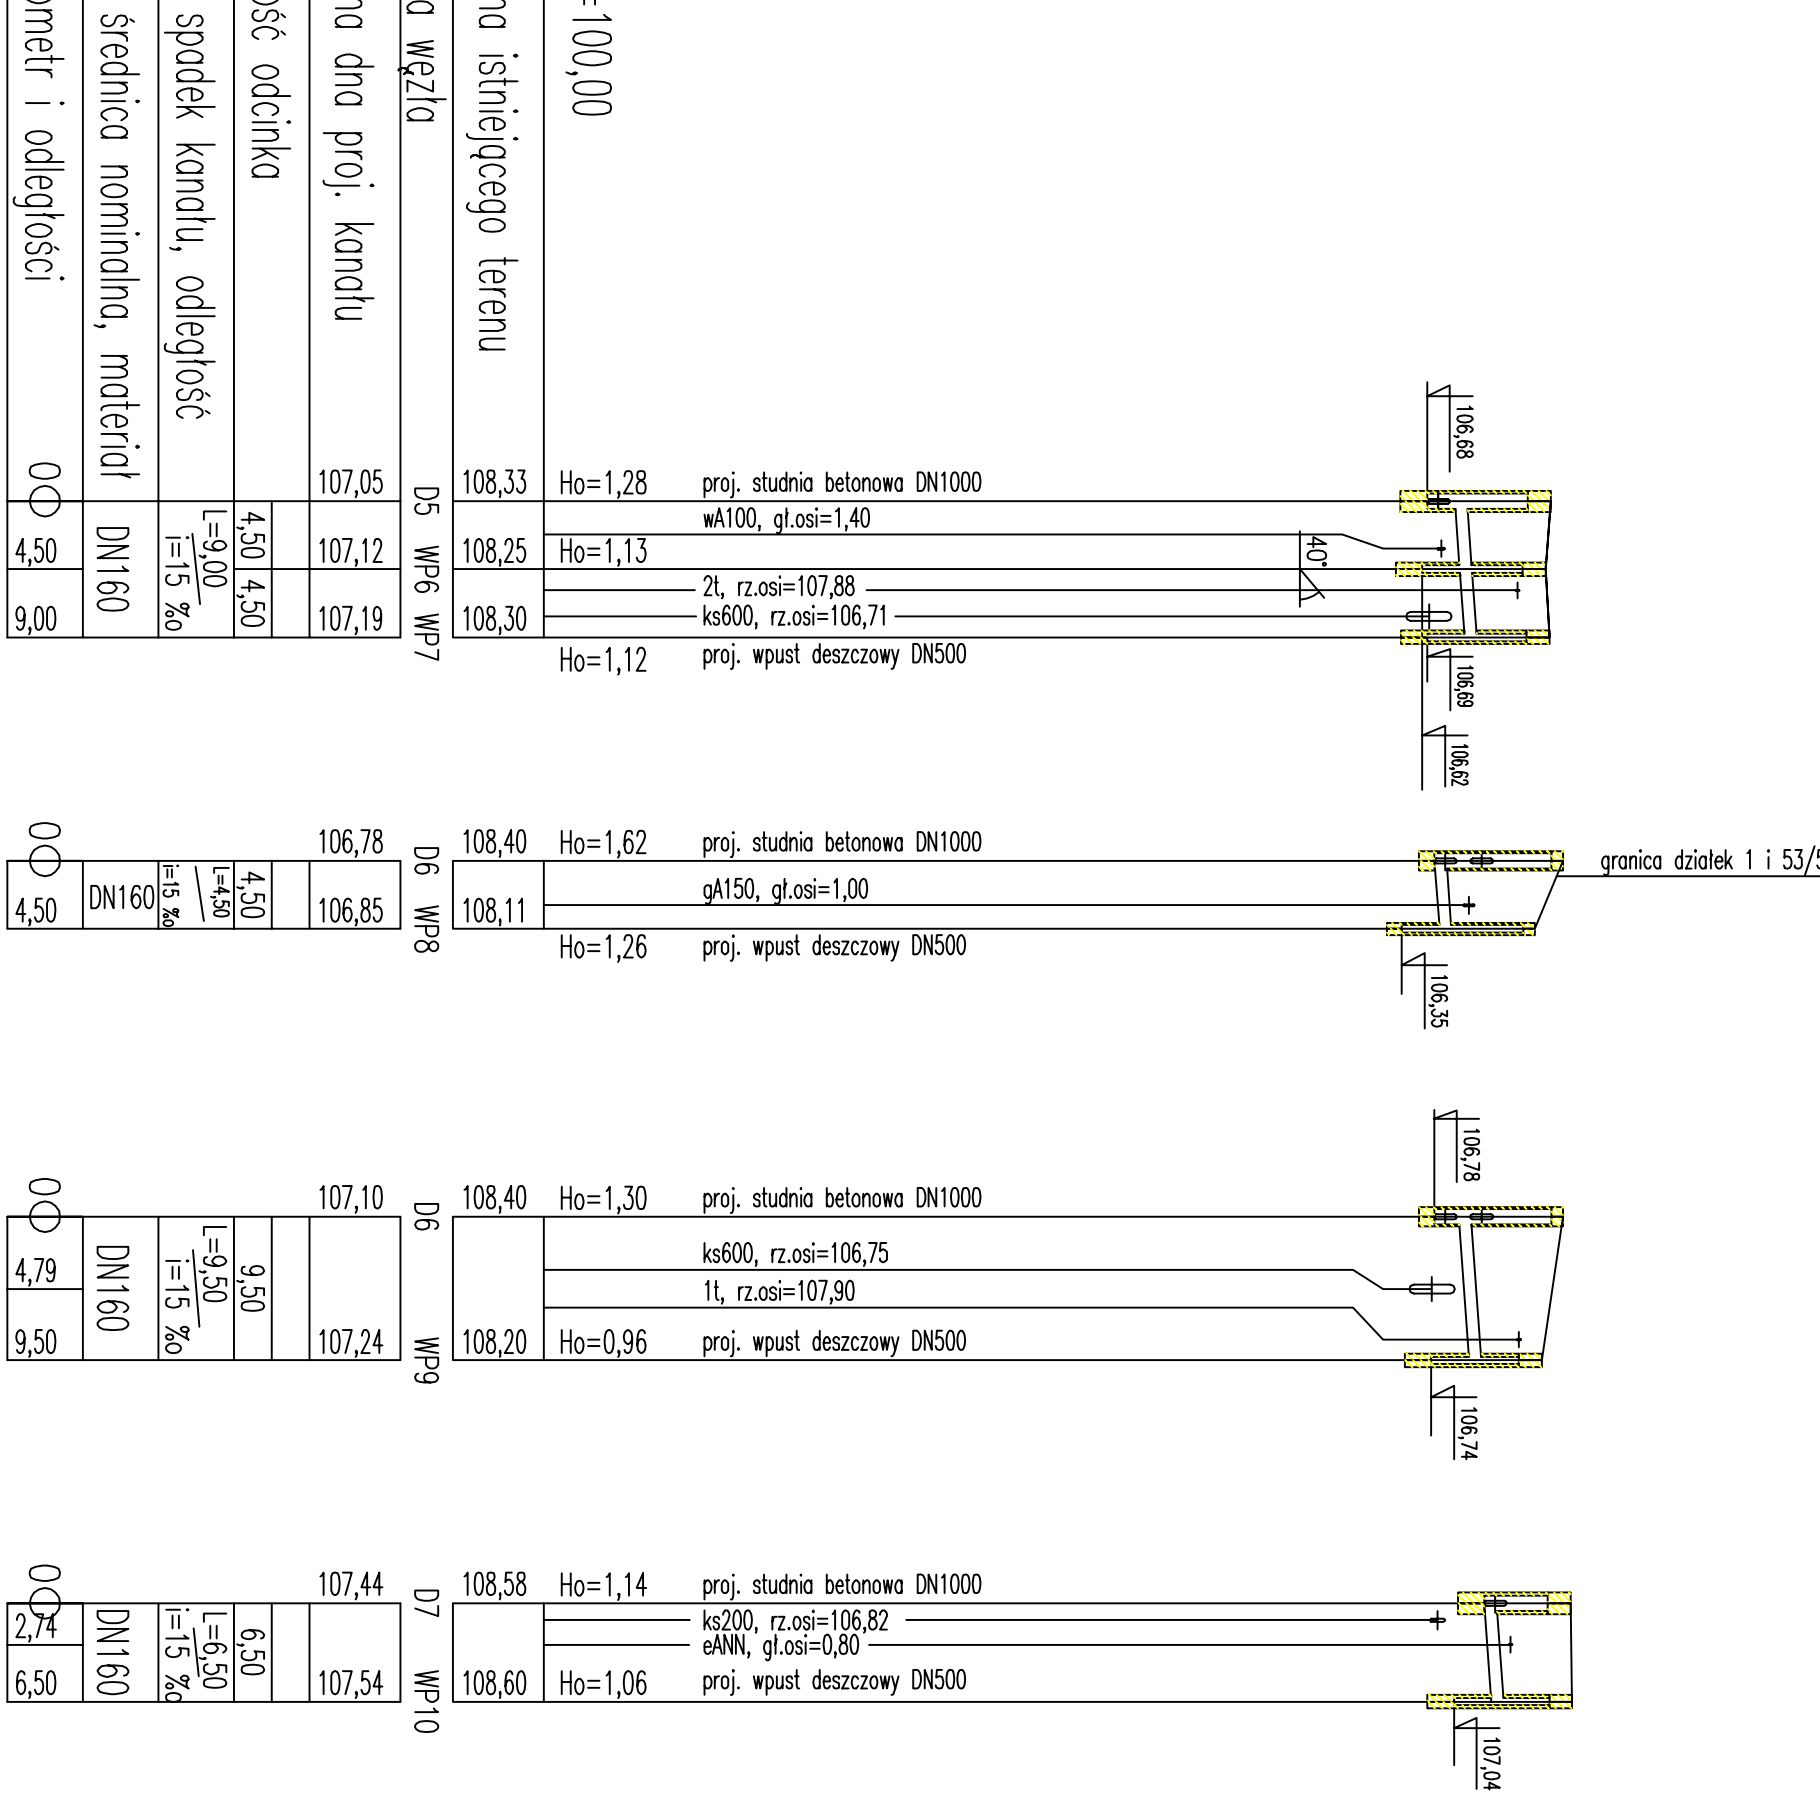 =100,00
na istniejącego terenu
a węzła
na dna proj. kanału
ość odcinka
spadek kanału, odległość
średnica nominalna, materiał
ometr i odległości
106,68
0
107,05
D5
108,33
Ho=1,28
proj. studnia betonowa DN1000
wA100, gł.osi=1,40
4,50
DN160
L=9,00
i=15 ‰
4,50
4,50
107,12
WP6
108,25
Ho=1,13
40°
2t, rz.osi=107,88
ks600, rz.osi=106,71
9,00
107,19
WP7
108,30
Ho=1,12
proj. wpust deszczowy DN500
106,69
106,62
0
106,78
D6
108,40
Ho=1,62
proj. studnia betonowa DN1000
granica działek 1 i 53/5
gA150, gł.osi=1,00
4,50
DN160
L=4,50
i=15 ‰
4,50
106,85
WP8
108,11
Ho=1,26
proj. wpust deszczowy DN500
106,35
106,78
0
107,10
D6
108,40
Ho=1,30
proj. studnia betonowa DN1000
ks600, rz.osi=106,75
1t, rz.osi=107,90
4,79
DN160
L=9,50
i=15 ‰
9,50
9,50
107,24
WP9
108,20
Ho=0,96
proj. wpust deszczowy DN500
106,74
0
107,44
D7
108,58
Ho=1,14
proj. studnia betonowa DN1000
ks200, rz.osi=106,82
eANN, gł.osi=0,80
2,74
DN160
L=6,50
i=15 ‰
6,50
6,50
107,54
WP10
108,60
Ho=1,06
proj. wpust deszczowy DN500
107,04